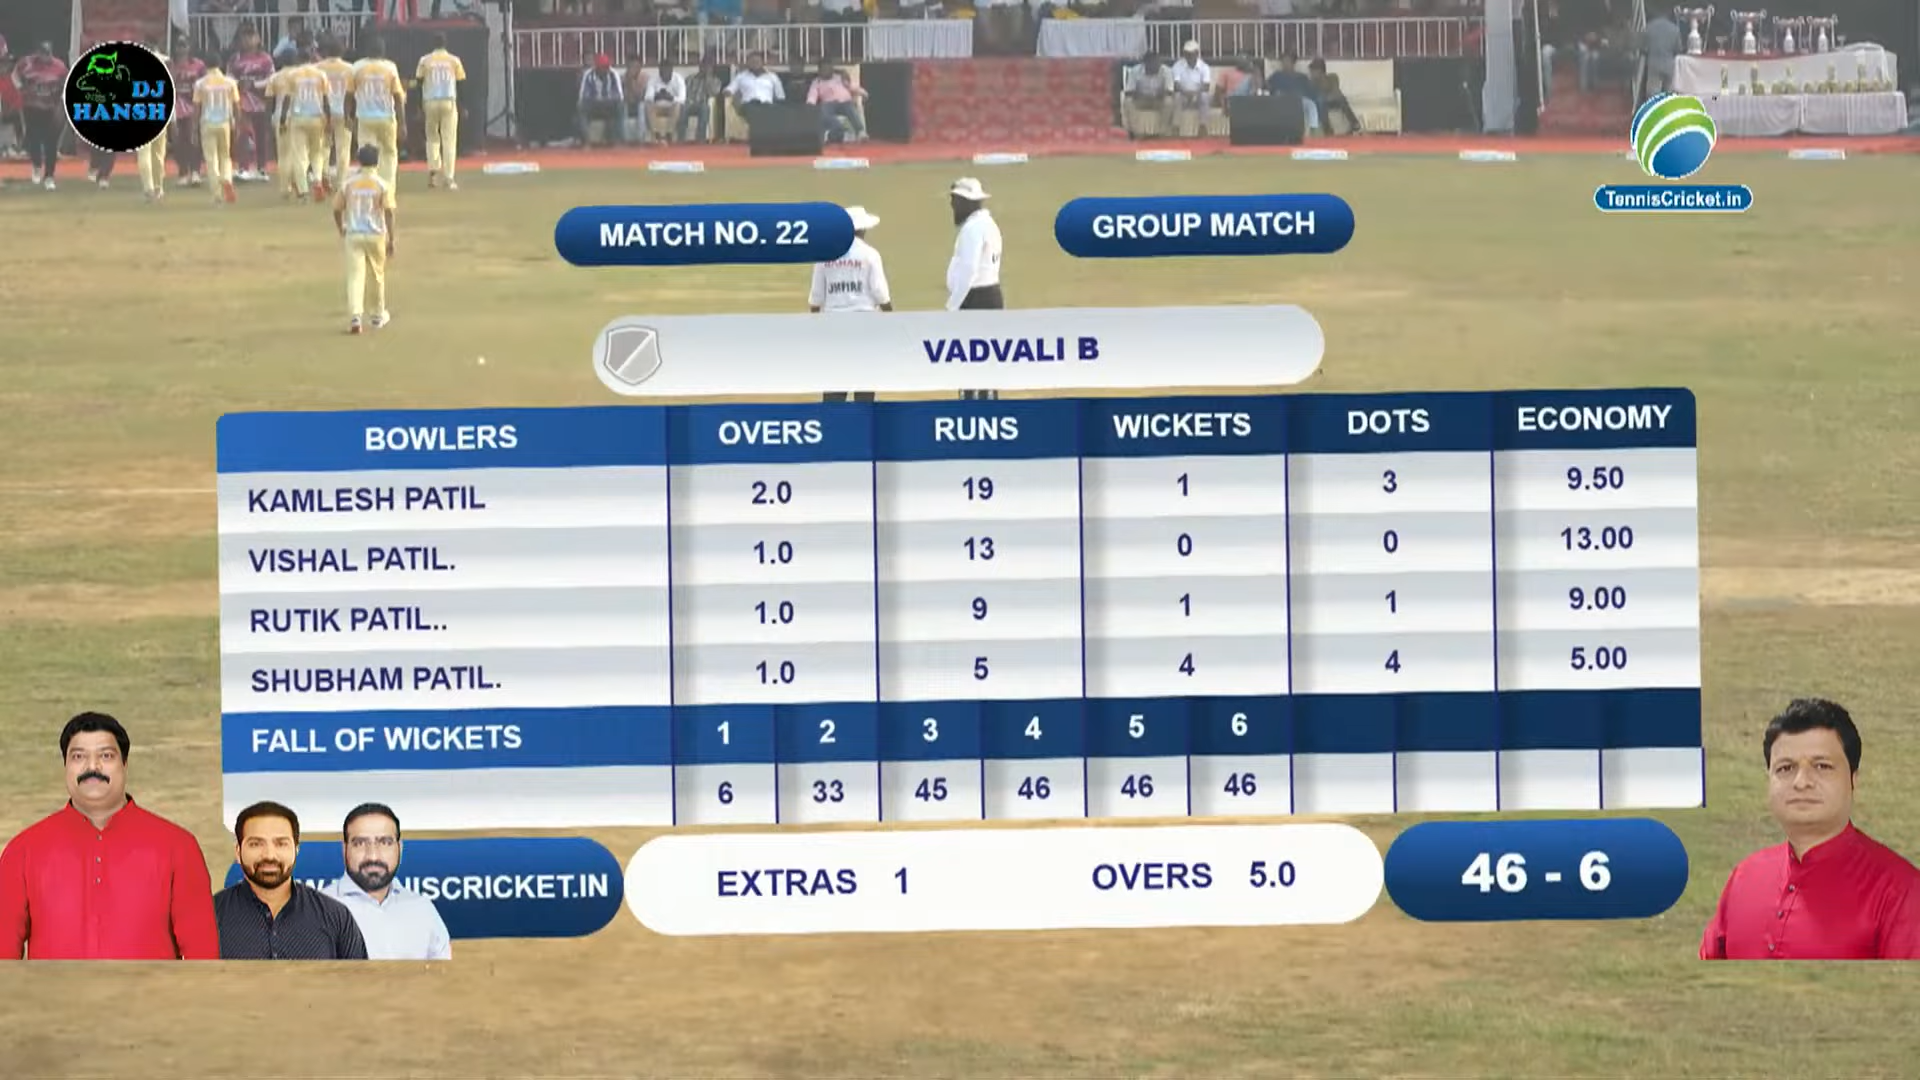 DJ
HANSH
TennisCricket.in
MATCH NO. 22
GROUP MATCH
UMPIRE
VADVALI B
BOWLERS OVERS RUNS WICKETS DOTS ECONOMY
KAMLESH PATIL 2.0 19 1 3 9.50
VISHAL PATIL. 1.0 13 0 0 13.00
RUTIK PATIL.. 1.0 9 1 1 9.00
SHUBHAM PATIL. 1.0 5 4 4 5.00
FALL OF WICKETS 1 2 3 4 5 6
6 33 45 46 46 46
ISCRICKET.IN EXTRAS 1 OVERS 5.0 46 - 6